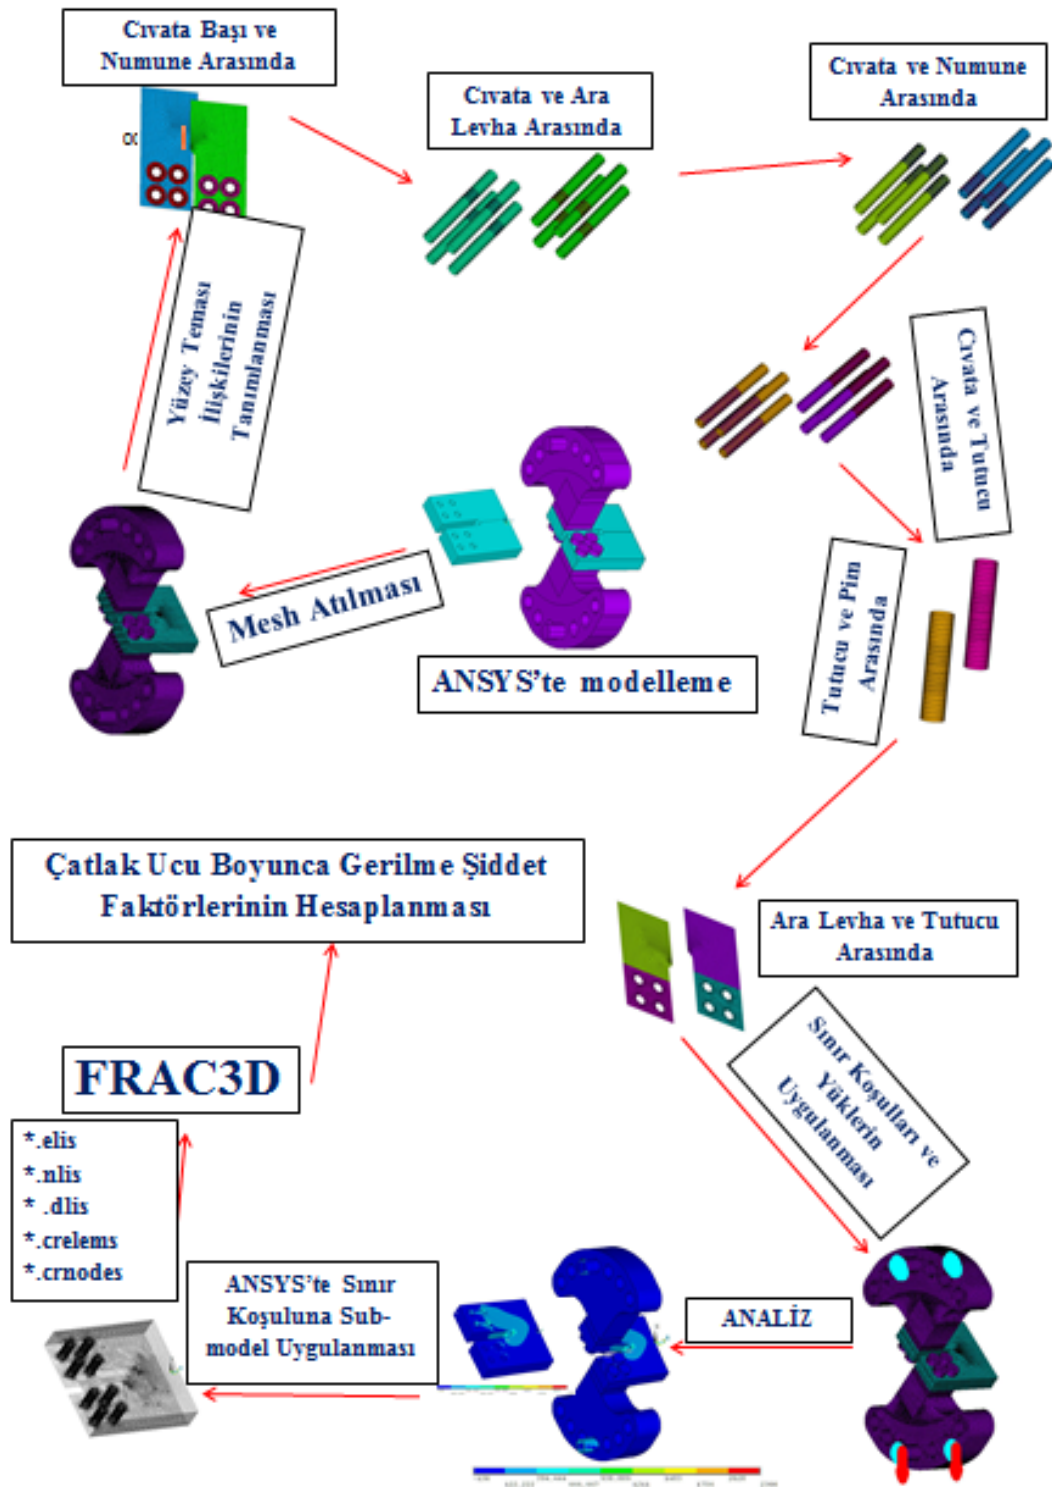 Cıvata Başı ve
Numune Arasında
Cıvata ve Ara
Levha Arasında
Cıvata ve Numune
Arasında
Yüzey Teması
İlişkilerinin
Tanımlanması
Cıvata ve Tutucu
Arasında
Tutucu ve Pim
Arasında
Mesh Atılması
ANSYS’te modelleme
Çatlak Ucu Boyunca Gerilme Şiddet
Faktörlerinin Hesaplanması
Ara Levha ve Tutucu
Arasında
Sınır Koşulları ve
Yüklerin
Uygulanması
FRAC3D
*.elis
*.nlis
* .dlis
*.crelems
*.crnodes
ANSYS’te Sınır
Koşuluna Sub-
model Uygulanması
ANALİZ